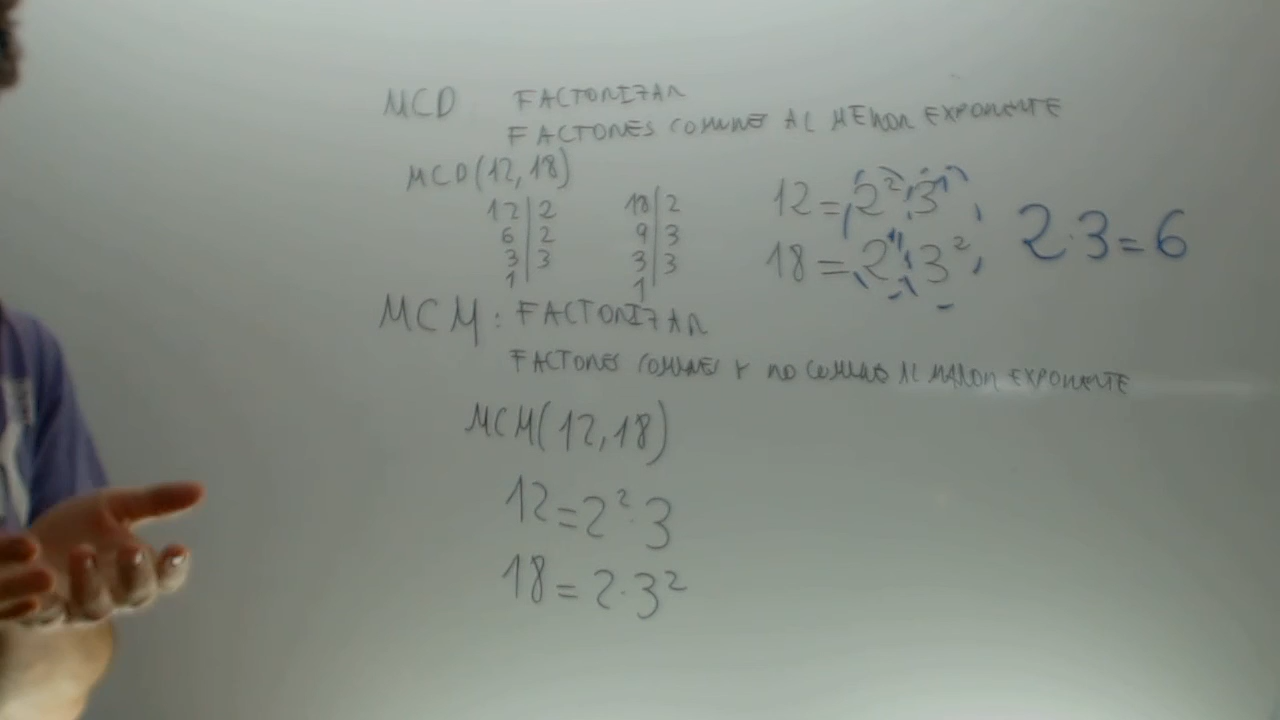 MCD FACTORIZAR
FACTORES COMUNES AL MENOR EXPONENTE
MCD(12,18)
12|2 18|2
6|2 9|3
3|3 3|3
1 1
12=2²·3¹
18=2¹·3²
2·3=6
MCM: FACTORIZAR
FACTORES COMUNES Y NO COMUNES AL MAYOR EXPONENTE
MCM(12,18)
12=2²·3
18=2·3²